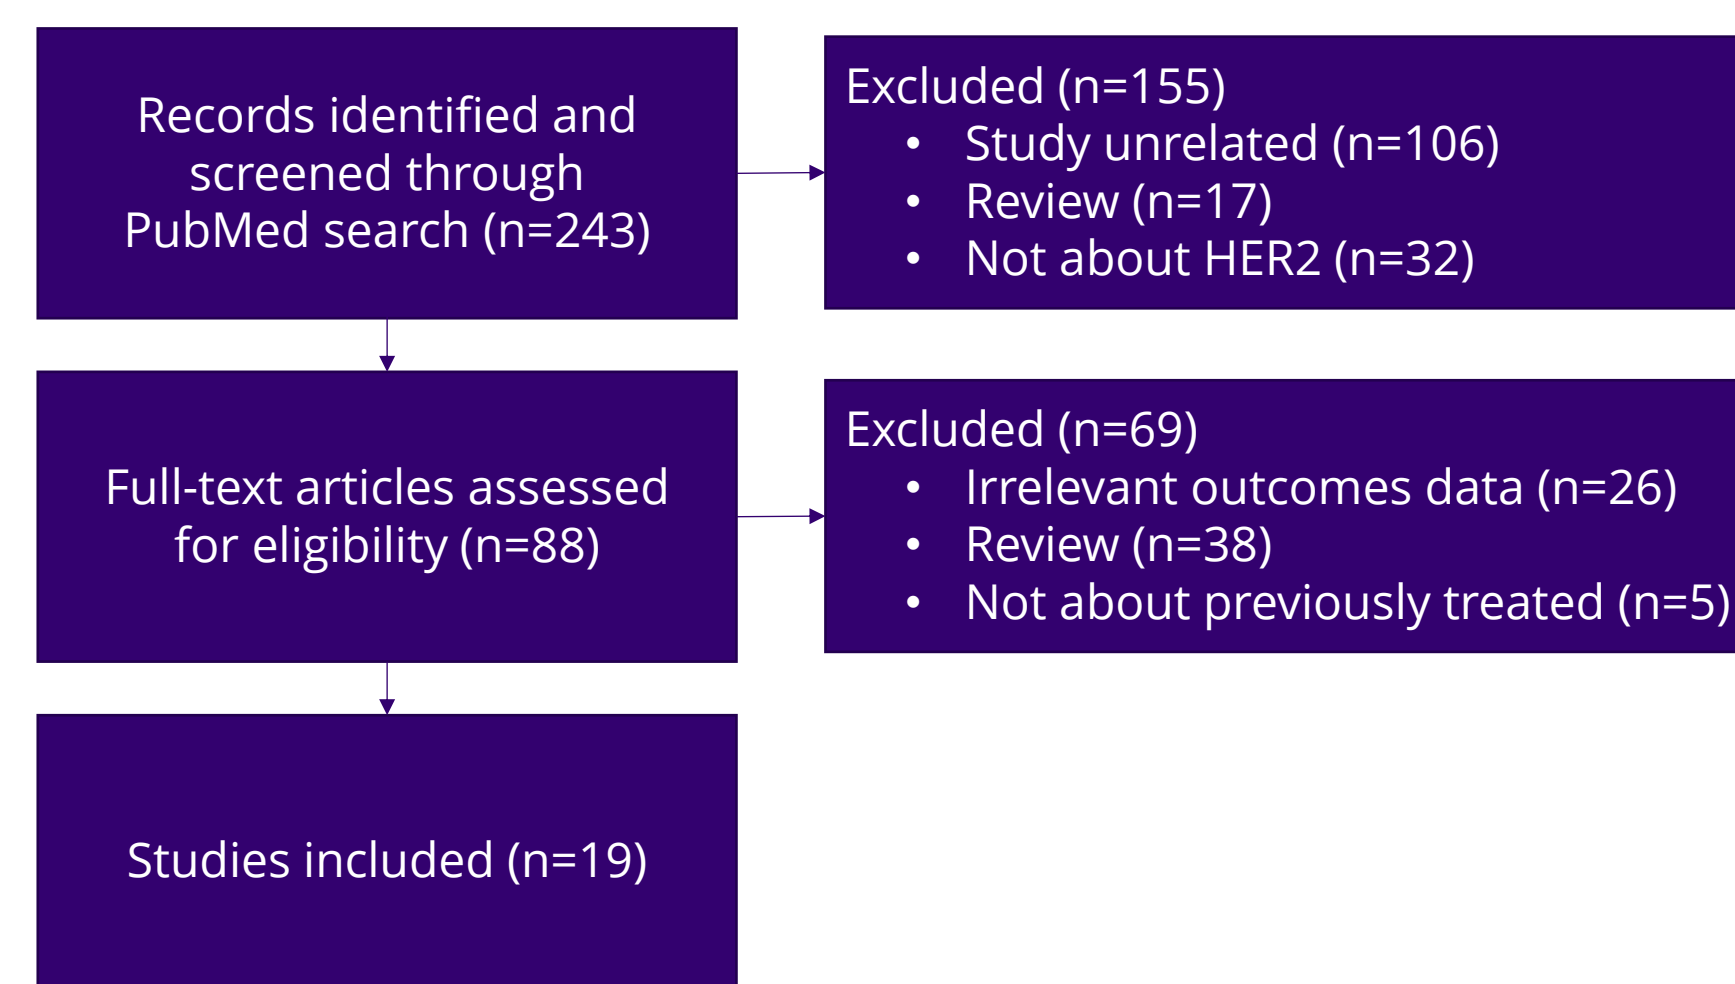 Records identified and
screened through
PubMed search (n=243)
Excluded (n=155)
• Study unrelated (n=106)
• Review (n=17)
• Not about HER2 (n=32)
Full-text articles assessed
for eligibility (n=88)
Excluded (n=69)
• Irrelevant outcomes data (n=26)
• Review (n=38)
• Not about previously treated (n=5)
Studies included (n=19)